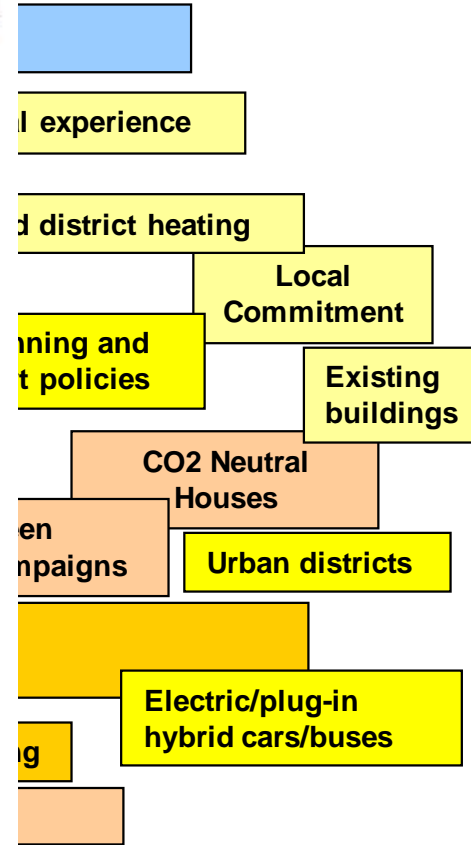 experience
district heating
Local
Commitment
and
policies
Existing
buildings
CO2 Neutral
Houses
Urban districts
Electric/plug-in
hybrid cars/buses